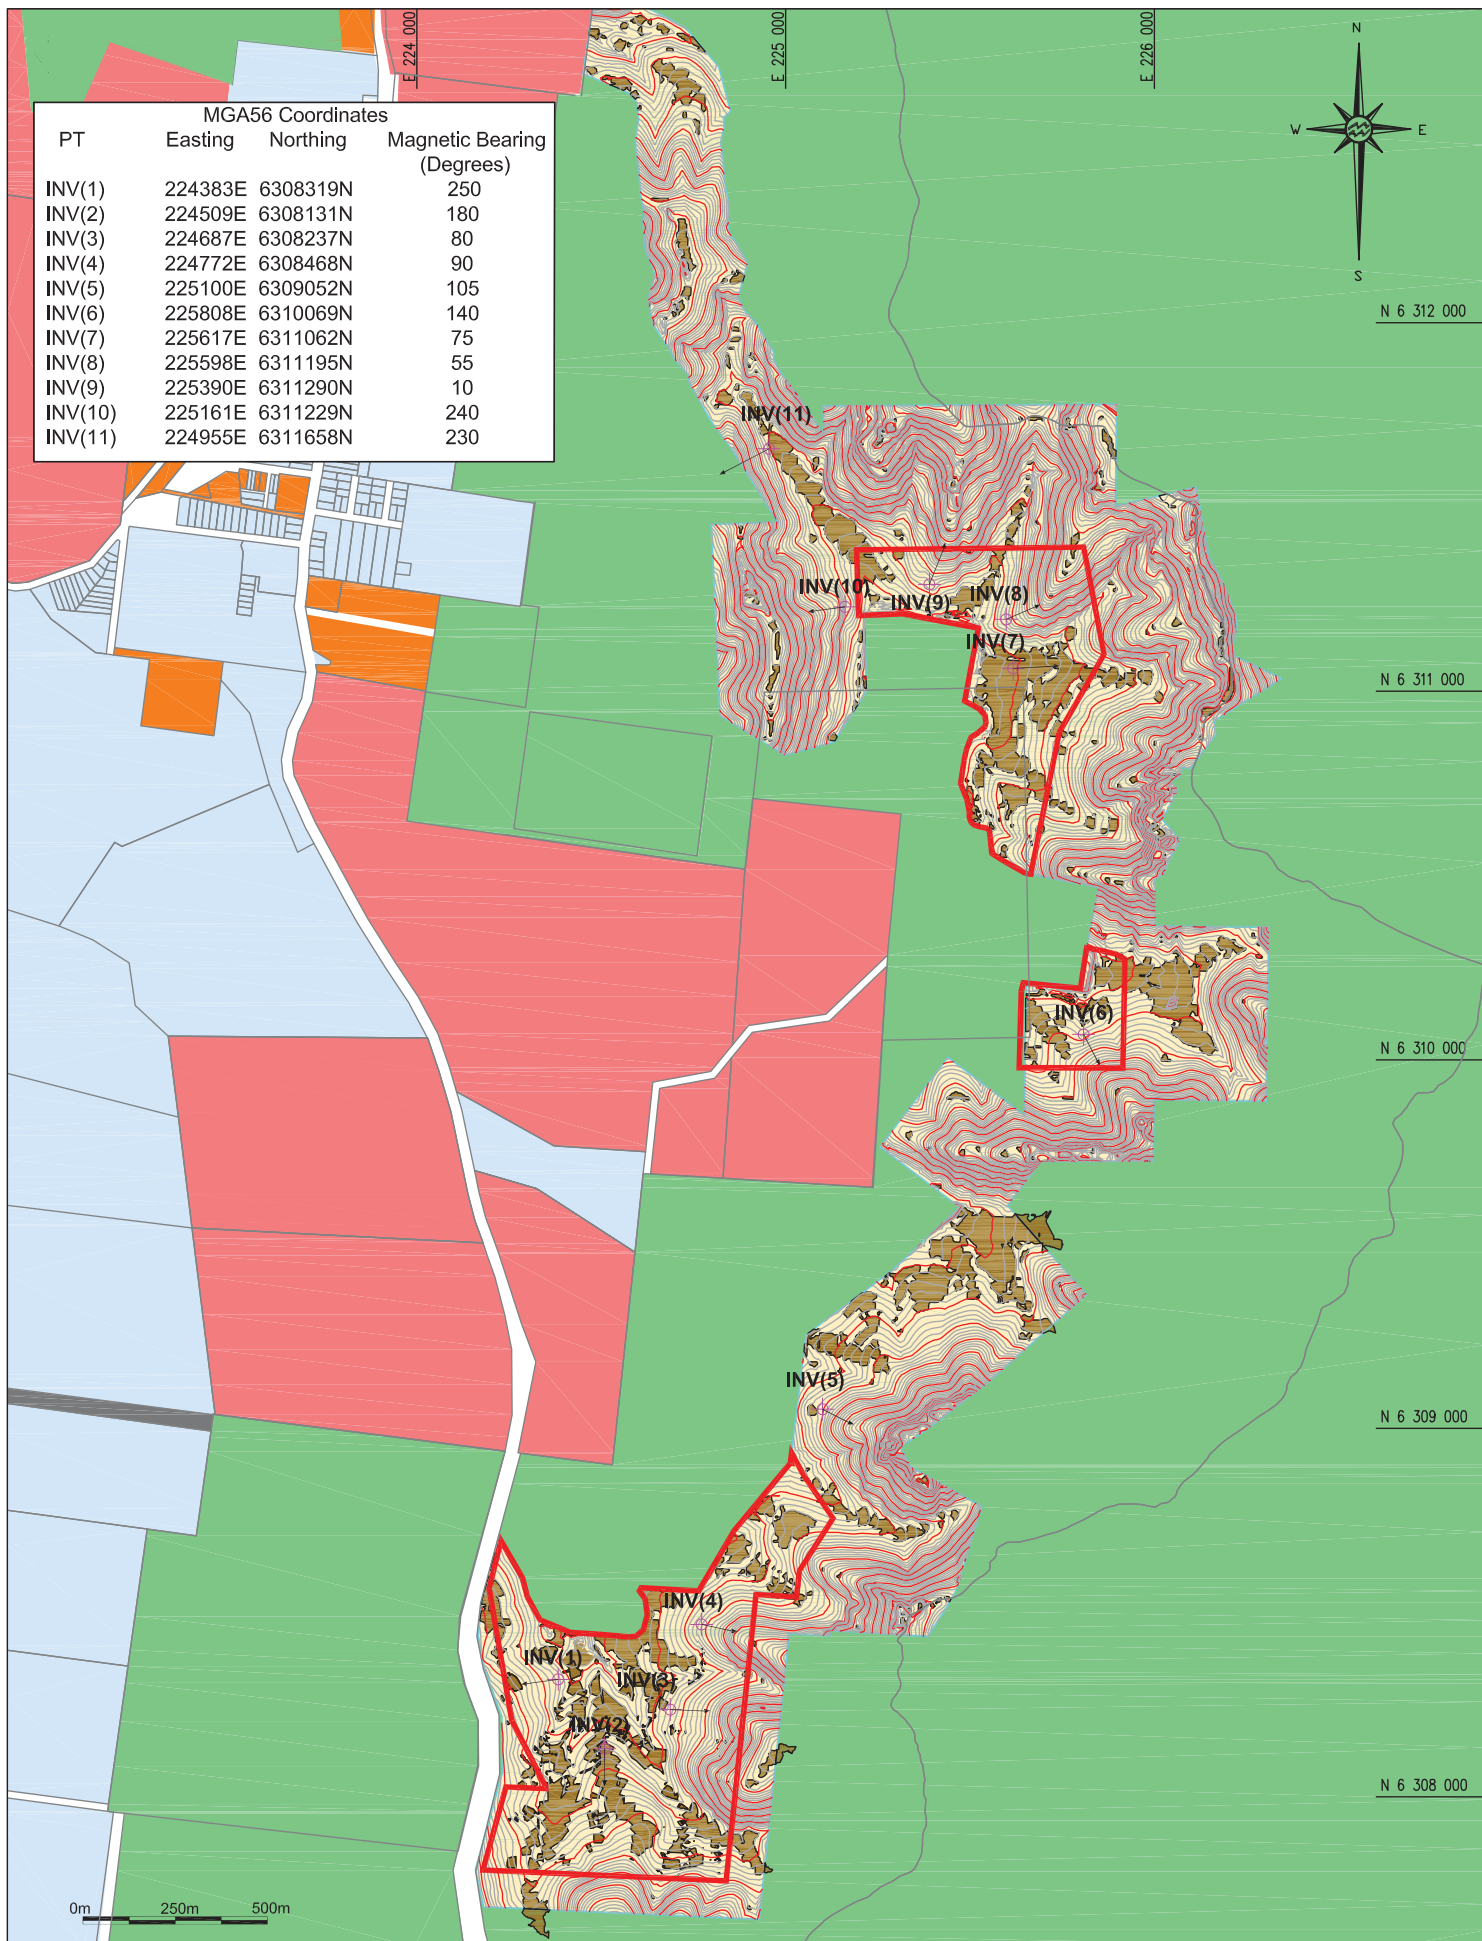 E 224 000
E 225 000
E 226 000
N
W
E
S
MGA56 Coordinates
PT Easting Northing Magnetic Bearing
(Degrees)
INV(1) 224383E 6308319N 250
INV(2) 224509E 6308131N 180
INV(3) 224687E 6308237N 80
INV(4) 224772E 6308468N 90
INV(5) 225100E 6309052N 105
INV(6) 225808E 6310069N 140
INV(7) 225617E 6311062N 75
INV(8) 225598E 6311195N 55
INV(9) 225390E 6311290N 10
INV(10) 225161E 6311229N 240
INV(11) 224955E 6311658N 230
N 6 312 000
INV(11)
INV(10)
INV(9)
INV(8)
INV(7)
N 6 311 000
INV(6)
N 6 310 000
INV(5)
N 6 309 000
INV(4)
INV(1)
INV(3)
INV(2)
N 6 308 000
0m 250m 500m